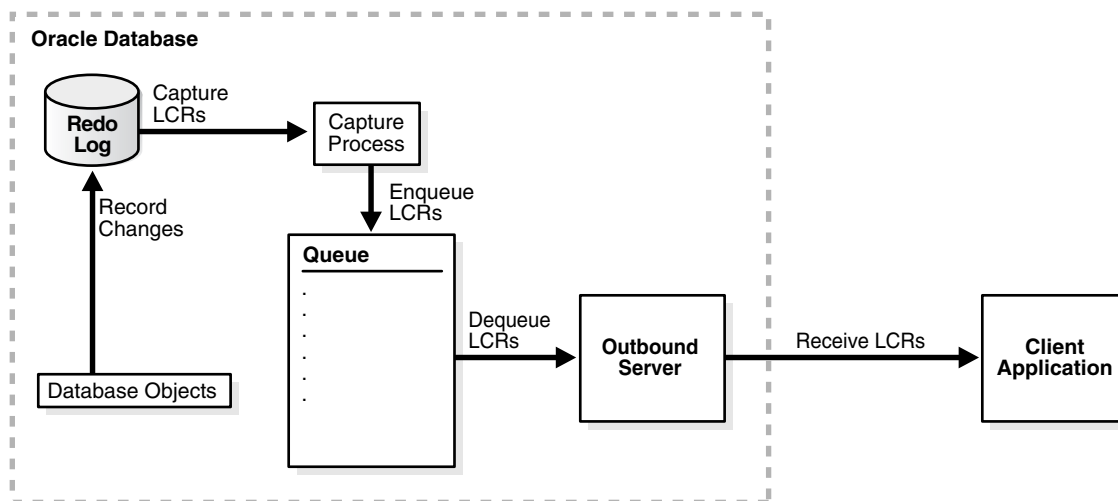 Oracle Database
Redo
Log
Capture
LCRs
Capture
Process
Record
Changes
Enqueue
LCRs
Queue
.
.
.
.
.
.
Dequeue
LCRs
Outbound
Server
Receive LCRs
Client
Application
Database Objects